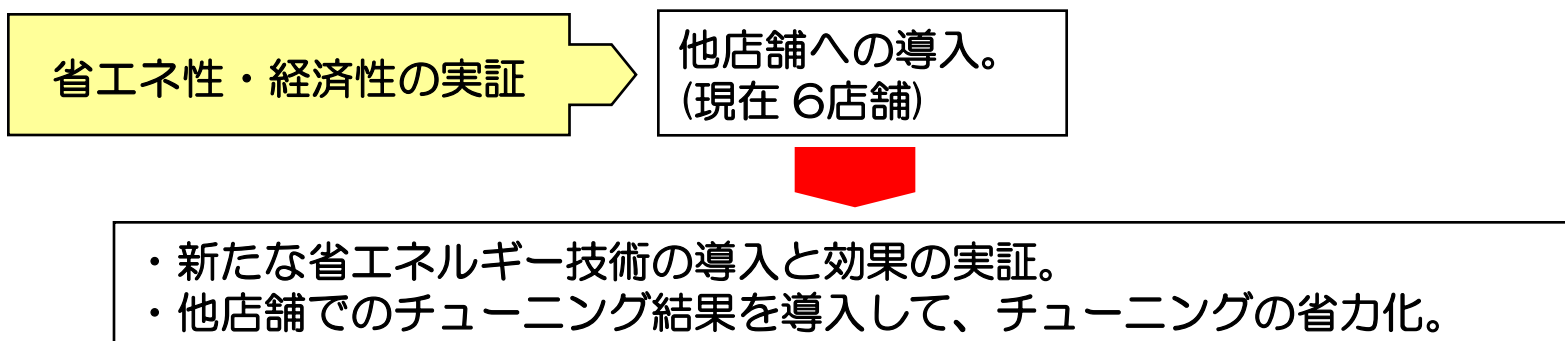 省エネ性・経済性の実証
他店舗への導入。
(現在 6店舗)
・新たな省エネルギー技術の導入と効果の実証。
・他店舗でのチューニング結果を導入して、チューニングの省力化。